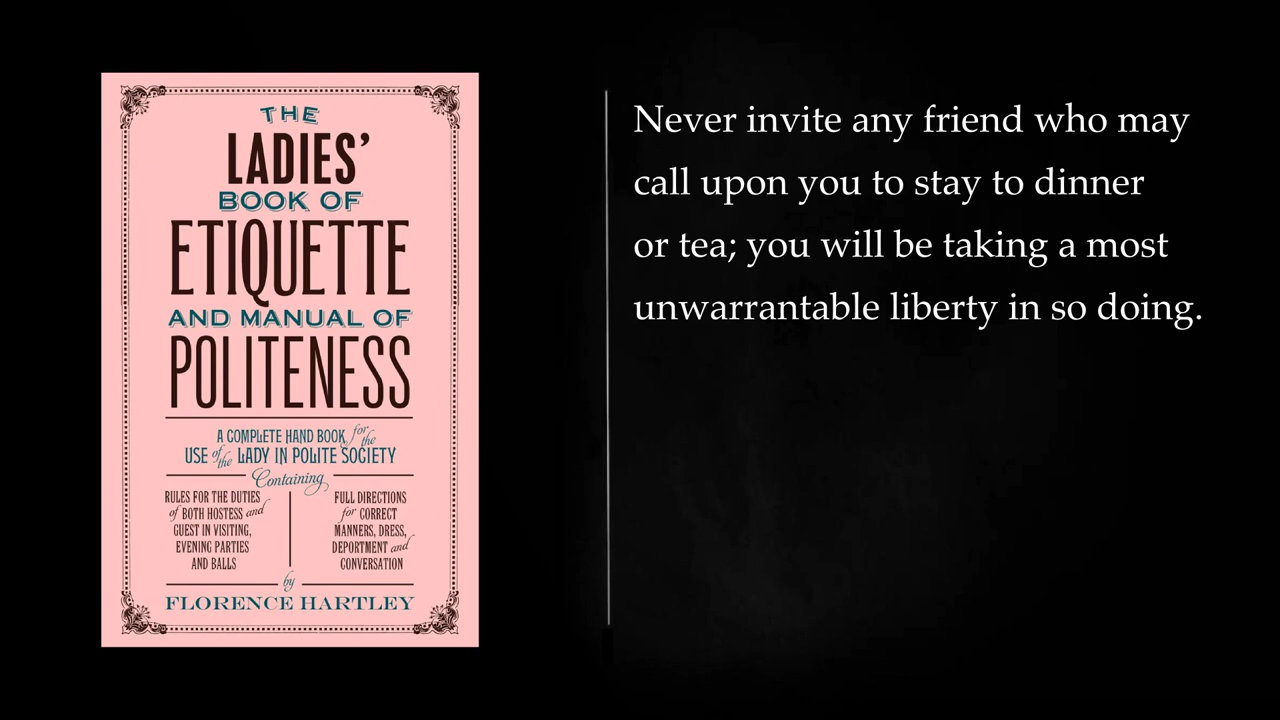 THE
LADIES'
BOOK OF
ETIQUETTE
AND MANUAL OF
POLITENESS
A COMPLETE HAND BOOK for the
USE of the LADY IN POLITE SOCIETY
Containing
RULES FOR THE DUTIES
of BOTH HOSTESS and
GUEST IN VISITING,
EVENING PARTIES
AND BALLS
FULL DIRECTIONS
for CORRECT
MANNERS, DRESS,
DEPORTMENT and
CONVERSATION
by
FLORENCE HARTLEY
Never invite any friend who may
call upon you to stay to dinner
or tea; you will be taking a most
unwarrantable liberty in so doing.